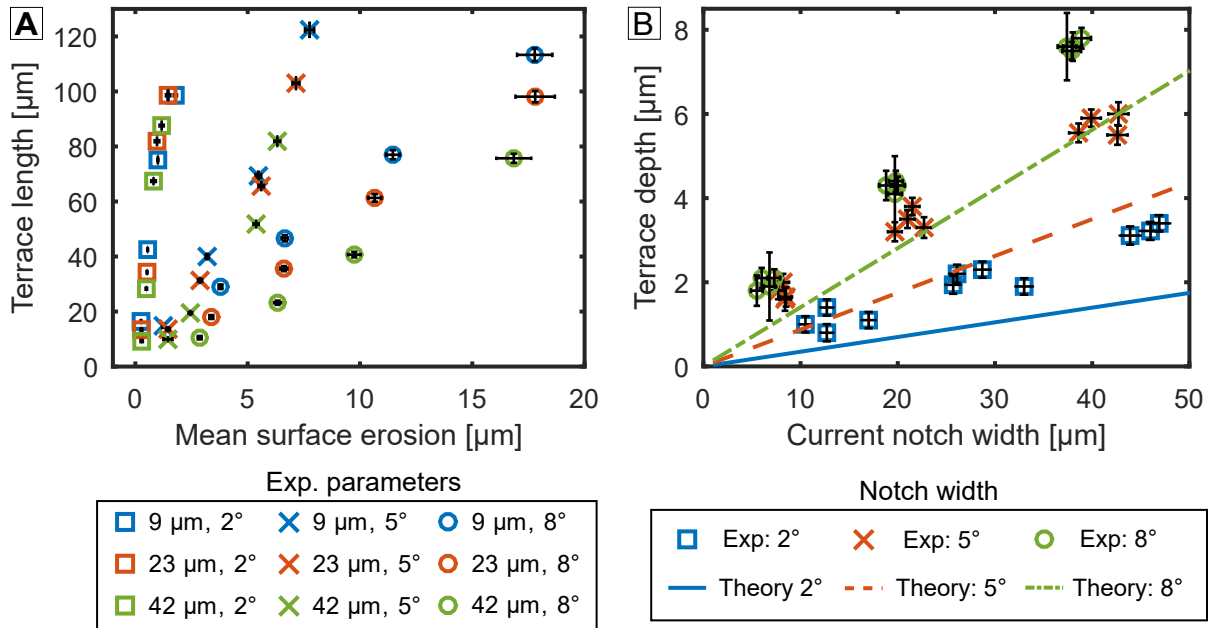 A
120
100
80
60
40
20
0
Terrace length [µm]
0 5 10 15 20
Mean surface erosion [µm]
B
8
6
4
2
0
Terrace depth [µm]
0 10 20 30 40 50
Current notch width [µm]
Exp. parameters
9 µm, 2° 9 µm, 5° 9 µm, 8°
23 µm, 2° 23 µm, 5° 23 µm, 8°
42 µm, 2° 42 µm, 5° 42 µm, 8°
Notch width
Exp: 2° Exp: 5° Exp: 8°
Theory 2° Theory: 5° Theory: 8°